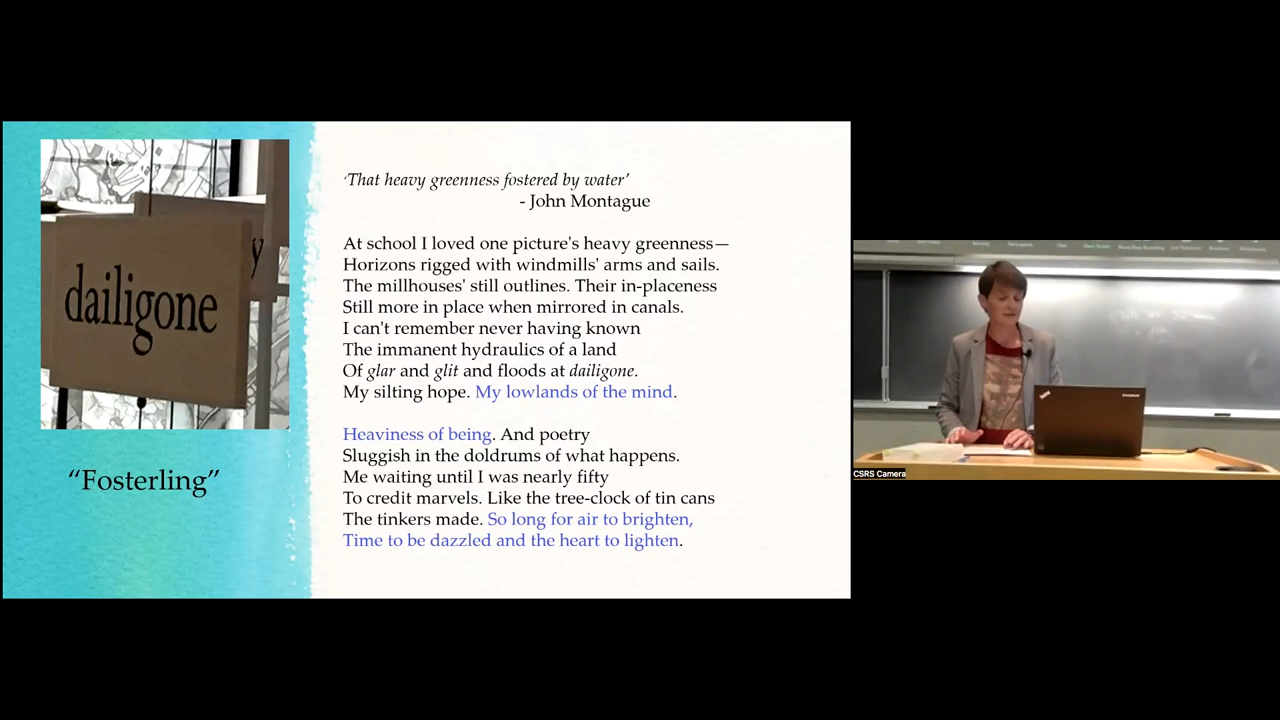 dailigone
y
“Fosterling”
‘That heavy greenness fostered by water’
- John Montague
At school I loved one picture's heavy greenness—
Horizons rigged with windmills' arms and sails.
The millhouses' still outlines. Their in-placeness
Still more in place when mirrored in canals.
I can't remember never having known
The immanent hydraulics of a land
Of glar and glit and floods at dailigone.
My silting hope. My lowlands of the mind.
Heaviness of being. And poetry
Sluggish in the doldrums of what happens.
Me waiting until I was nearly fifty
To credit marvels. Like the tree-clock of tin cans
The tinkers made. So long for air to brighten,
Time to be dazzled and the heart to lighten.
CSRS Camera